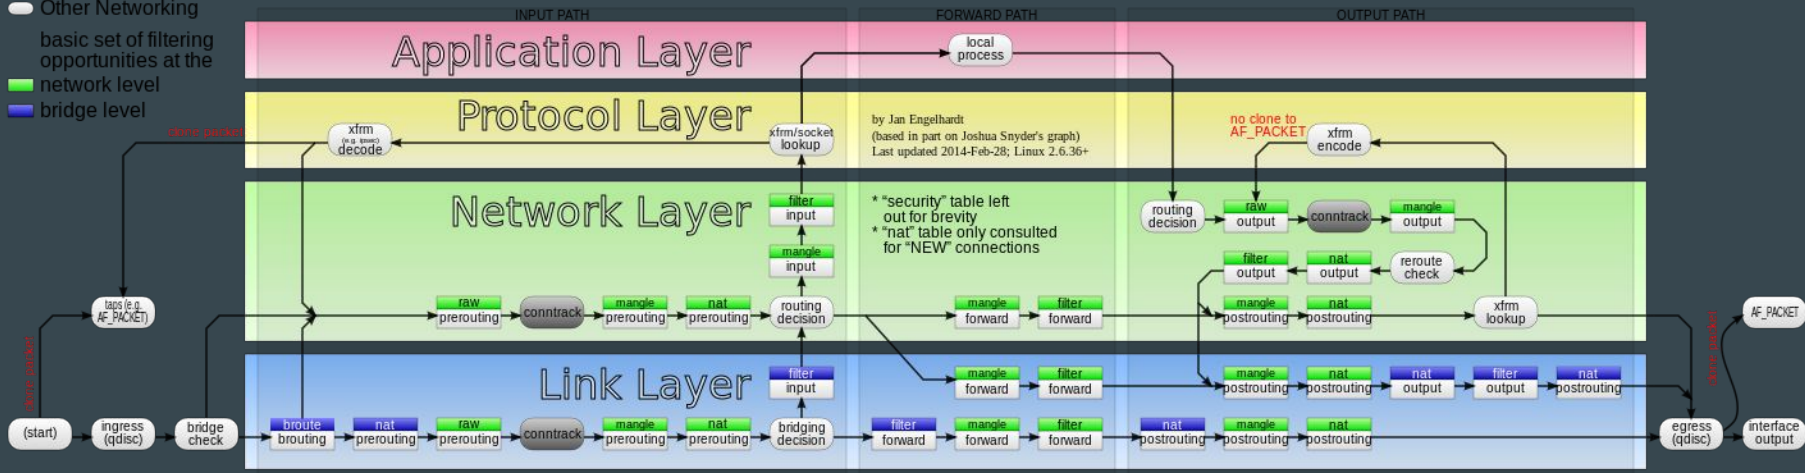 Other Networking
basic set of filtering
opportunities at the
network level
bridge level
INPUT PATH
FORWARD PATH
OUTPUT PATH
Application Layer
local
process
Protocol Layer
clone packet
xfrm
(e.g. ipsec)
decode
xfrm/socket
lookup
by Jan Engelhardt
(based in part on Joshua Snyder's graph)
Last updated 2014-Feb-28; Linux 2.6.36+
no clone to
AF_PACKET
xfrm
encode
Network Layer
filter
input
mangle
input
* “security” table left
out for brevity
* “nat” table only consulted
for “NEW” connections
routing
decision
raw
output
conntrack
mangle
output
filter
output
nat
output
reroute
check
taps (e.g.
AF_PACKET)
raw
prerouting
conntrack
mangle
prerouting
nat
prerouting
routing
decision
mangle
forward
filter
forward
mangle
postrouting
nat
postrouting
xfrm
lookup
AF_PACKET
clone packet
clone packet
Link Layer
filter
input
mangle
forward
filter
forward
mangle
postrouting
nat
postrouting
nat
output
filter
output
nat
postrouting
(start)
ingress
(qdisc)
bridge
check
broute
brouting
nat
prerouting
raw
prerouting
conntrack
mangle
prerouting
nat
prerouting
bridging
decision
filter
forward
mangle
forward
filter
forward
nat
postrouting
mangle
postrouting
nat
postrouting
egress
(qdisc)
interface
output